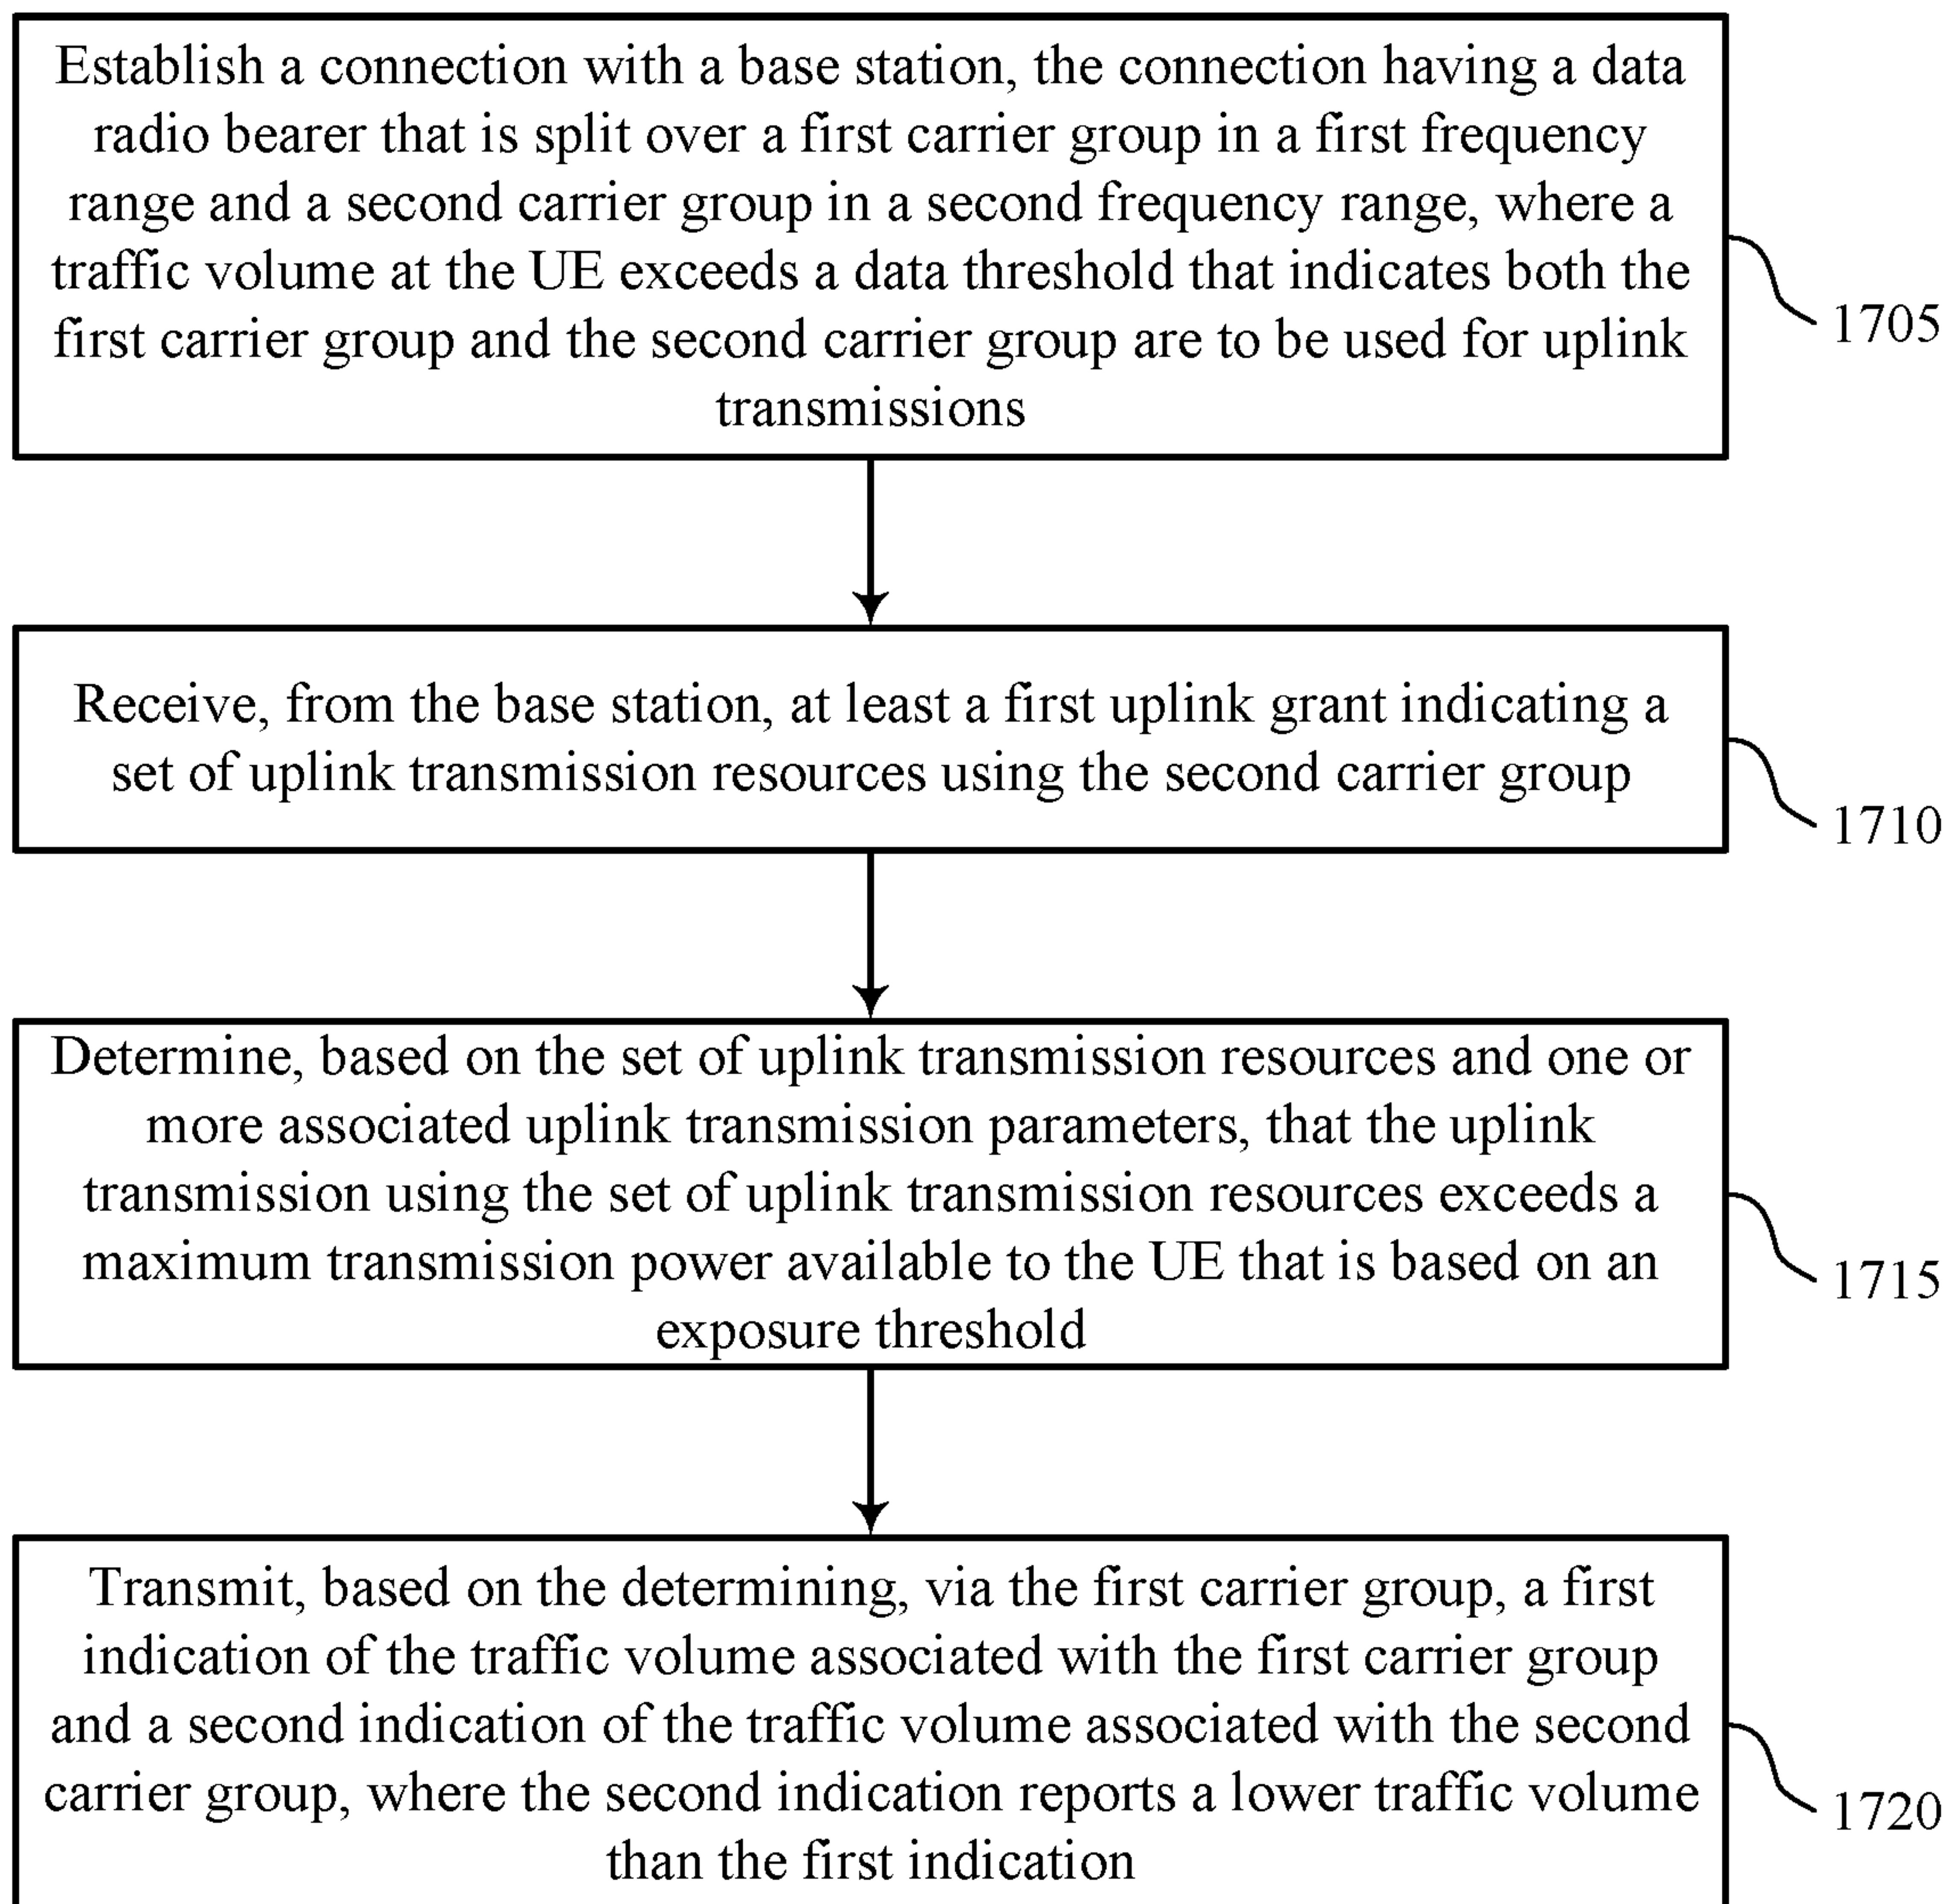 Establish a connection with a base station, the connection having a data
radio bearer that is split over a first carrier group in a first frequency
range and a second carrier group in a second frequency range, where a
traffic volume at the UE exceeds a data threshold that indicates both the
first carrier group and the second carrier group are to be used for uplink
transmissions
1705
Receive, from the base station, at least a first uplink grant indicating a
set of uplink transmission resources using the second carrier group
1710
Determine, based on the set of uplink transmission resources and one or
more associated uplink transmission parameters, that the uplink
transmission using the set of uplink transmission resources exceeds a
maximum transmission power available to the UE that is based on an
exposure threshold
1715
Transmit, based on the determining, via the first carrier group, a first
indication of the traffic volume associated with the first carrier group
and a second indication of the traffic volume associated with the second
carrier group, where the second indication reports a lower traffic volume
than the first indication
1720